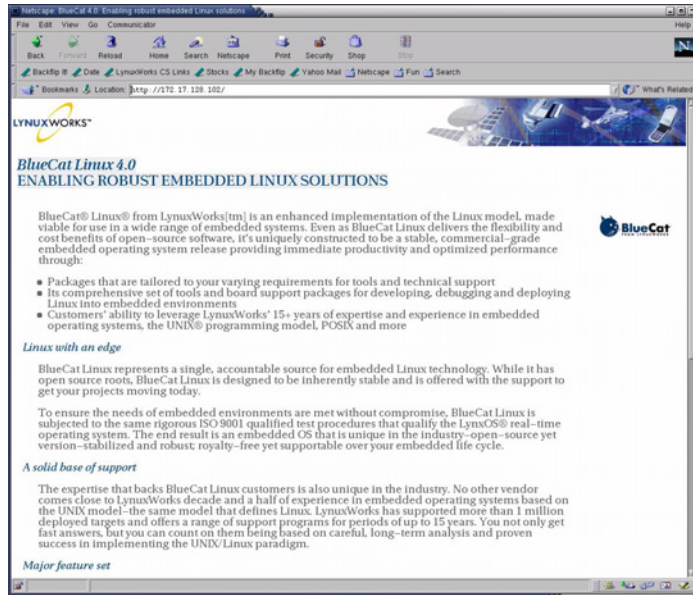 Netscape: BlueCat 4.0: Enabling robust embedded Linux solutions
File Edit View Go Communicator Help
Back Forward Reload Home Search Netscape Print Security Shop Stop
N
Backflip It! Date LynuxWorks CS Links Stocks My Backflip Yahoo Mail Netscape Fun Search
Bookmarks Location: http://172.17.128.102/ What's Related
LYNUXWORKS™
BlueCat Linux 4.0
ENABLING ROBUST EMBEDDED LINUX SOLUTIONS
BlueCat® Linux® from LynuxWorks[tm] is an enhanced implementation of the Linux model, made
viable for use in a wide range of embedded systems. Even as BlueCat Linux delivers the flexibility and
cost benefits of open-source software, it's uniquely constructed to be a stable, commercial-grade
embedded operating system release providing immediate productivity and optimized performance
through:
BlueCat
Packages that are tailored to your varying requirements for tools and technical support
Its comprehensive set of tools and board support packages for developing, debugging and deploying
Linux into embedded environments
Customers' ability to leverage LynuxWorks' 15+ years of expertise and experience in embedded
operating systems, the UNIX® programming model, POSIX and more
Linux with an edge
BlueCat Linux represents a single, accountable source for embedded Linux technology. While it has
open source roots, BlueCat Linux is designed to be inherently stable and is offered with the support to
get your projects moving today.
To ensure the needs of embedded environments are met without compromise, BlueCat Linux is
subjected to the same rigorous ISO 9001 qualified test procedures that qualify the LynxOS® real-time
operating system. The end result is an embedded OS that is unique in the industry-open-source yet
version-stabilized and robust; royalty-free yet supportable over your embedded life cycle.
A solid base of support
The expertise that backs BlueCat Linux customers is also unique in the industry. No other vendor
comes close to LynuxWorks decade and a half of experience in embedded operating systems based on
the UNIX model-the same model that defines Linux. LynuxWorks has supported more than 1 million
deployed targets and offers a range of support programs for periods of up to 15 years. You not only get
fast answers, but you can count on them being based on careful, long-term analysis and proven
success in implementing the UNIX/Linux paradigm.
Major feature set